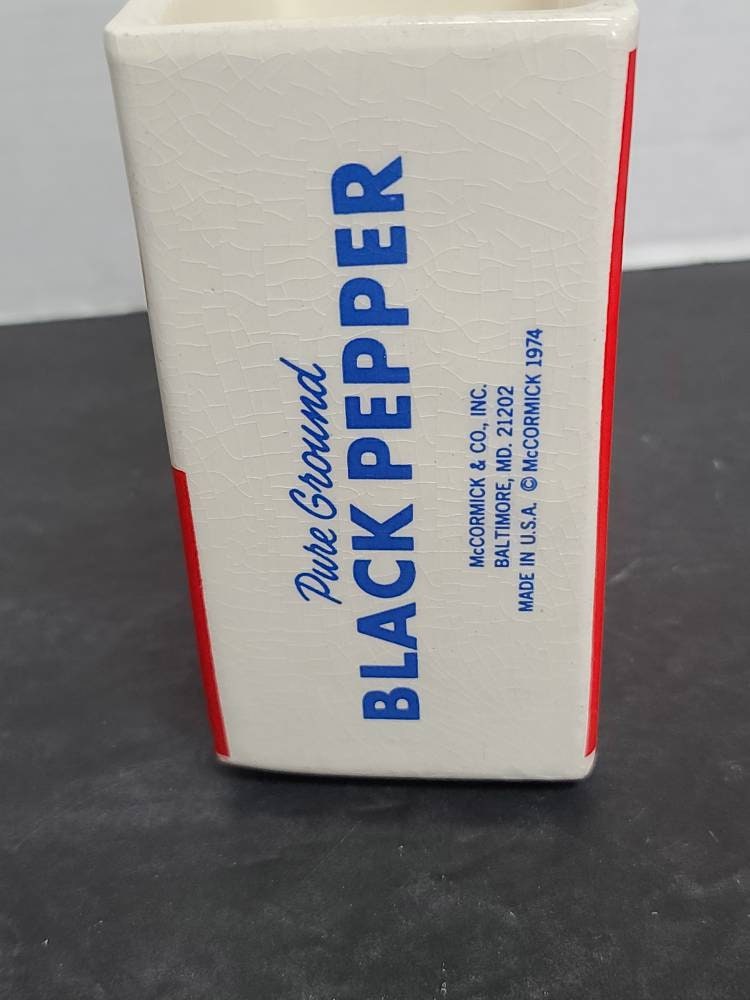 Pure Ground
BLACK PEPPER
McCORMICK & CO., INC.
BALTIMORE, MD. 21202
MADE IN U.S.A. © McCORMICK 1974